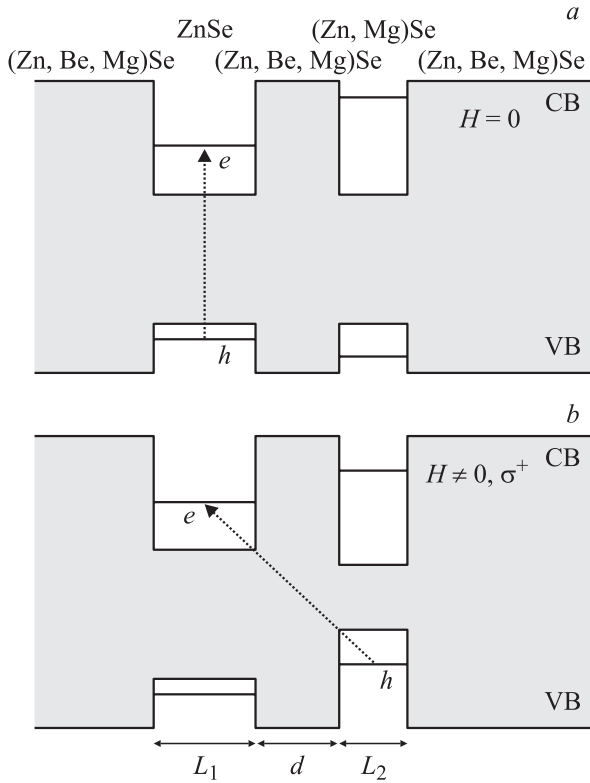 a
ZnSe
(Zn, Mg)Se
(Zn, Be, Mg)Se
(Zn, Be, Mg)Se
(Zn, Be, Mg)Se
CB
H = 0
e
h
VB
b
CB
H ≠ 0, σ⁺
e
h
VB
L₁
d
L₂